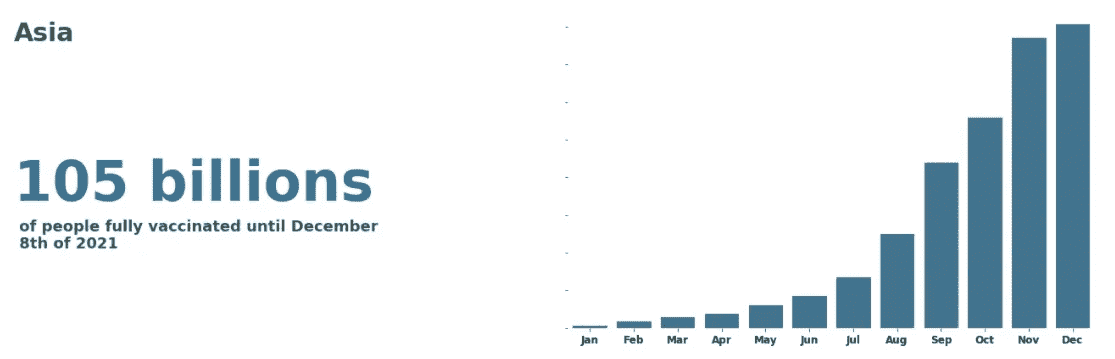 Asia
105 billions
of people fully vaccinated until December
8th of 2021
Jan Feb Mar Apr May Jun Jul Aug Sep Oct Nov Dec